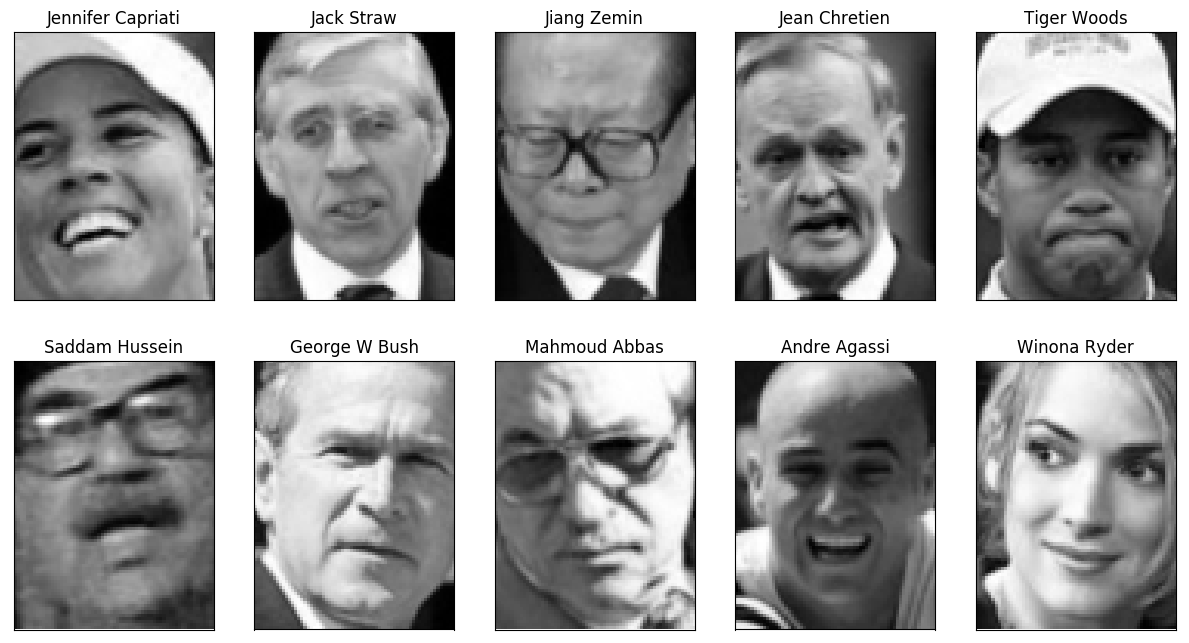 Jennifer Capriati
Jack Straw
Jiang Zemin
Jean Chretien
Tiger Woods
Saddam Hussein
George W Bush
Mahmoud Abbas
Andre Agassi
Winona Ryder